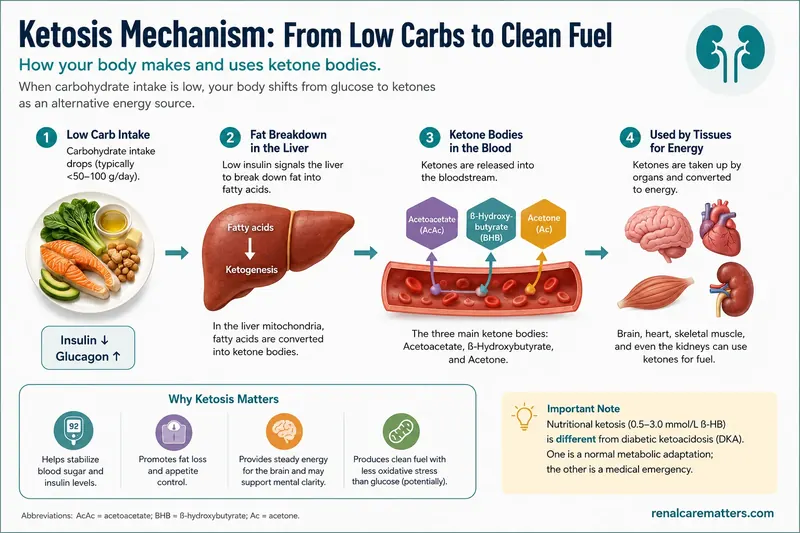 Ketosis Mechanism: From Low Carbs to Clean Fuel
How your body makes and uses ketone bodies.
When carbohydrate intake is low, your body shifts from glucose to ketones
as an alternative energy source.
1
Low Carb Intake
Carbohydrate intake
drops (typically
<50–100 g/day).
Insulin ↓
Glucagon ↑
2
Fat Breakdown
in the Liver
Low insulin signals the liver
to break down fat into
fatty acids.
Fatty acids
Ketogenesis
In the liver mitochondria,
fatty acids are converted
into ketone bodies.
3
Ketone Bodies
in the Blood
Ketones are released into
the bloodstream.
Acetoacetate
(AcAc)
ß-Hydroxy-
butyrate
(BHB)
Acetone
(Ac)
The three main ketone bodies:
Acetoacetate, ß-Hydroxybutyrate,
and Acetone.
4
Used by Tissues
for Energy
Ketones are taken up by
organs and converted
to energy.
Brain, heart, skeletal muscle,
and even the kidneys can use
ketones for fuel.
Why Ketosis Matters
92
Helps stabilize
blood sugar and
insulin levels.
Promotes fat loss
and appetite
control.
Provides steady energy
for the brain and may
support mental clarity.
Produces clean fuel with
less oxidative stress
than glucose (potentially).
Important Note
Nutritional ketosis (0.5–3.0 mmol/L ß-HB)
is different from diabetic ketoacidosis (DKA).
One is a normal metabolic adaptation;
the other is a medical emergency.
Abbreviations: AcAc = acetoacetate; BHB = ß-hydroxybutyrate; Ac = acetone.
renalcarematters.com